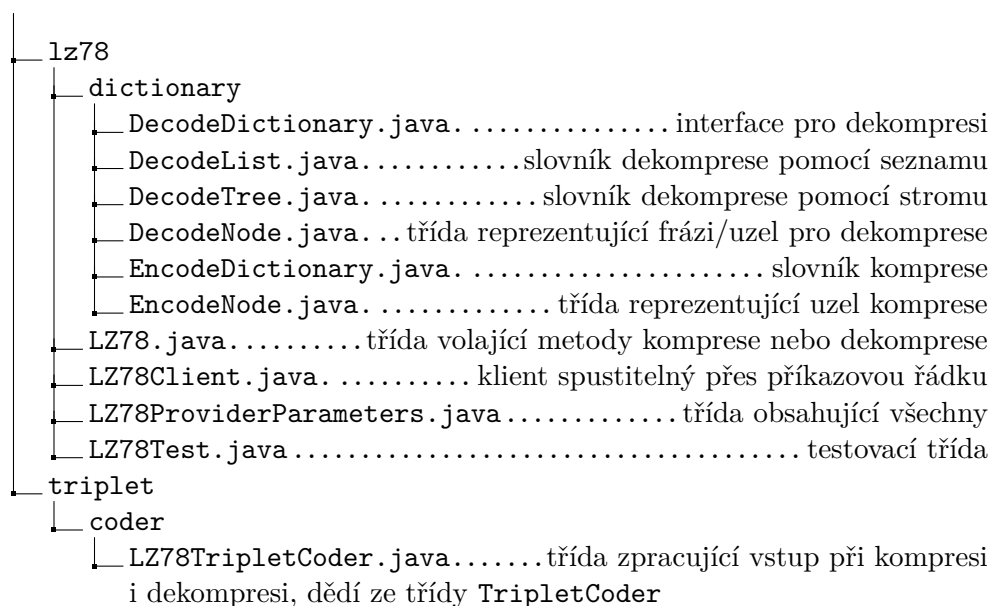 lz78
dictionary
DecodeDictionary.java. ............... interface pro dekompresi
DecodeList.java............slovník dekomprese pomocí seznamu
DecodeTree.java. ............ slovník dekomprese pomocí stromu
DecodeNode.java. ..třída reprezentující frázi/uzel pro dekomprese
EncodeDictionary.java. ...................... slovník komprese
EncodeNode.java. ............. třída reprezentující uzel komprese
LZ78.java..........třída volající metody komprese nebo dekomprese
LZ78Client.java. .......... klient spustitelný přes příkazovou řádku
LZ78ProviderParameters.java.............třída obsahující všechny
LZ78Test.java...................................... testovací třída
triplet
coder
LZ78TripletCoder.java.......třída zpracující vstup při kompresi
i dekompresi, dědí ze třídy TripletCoder